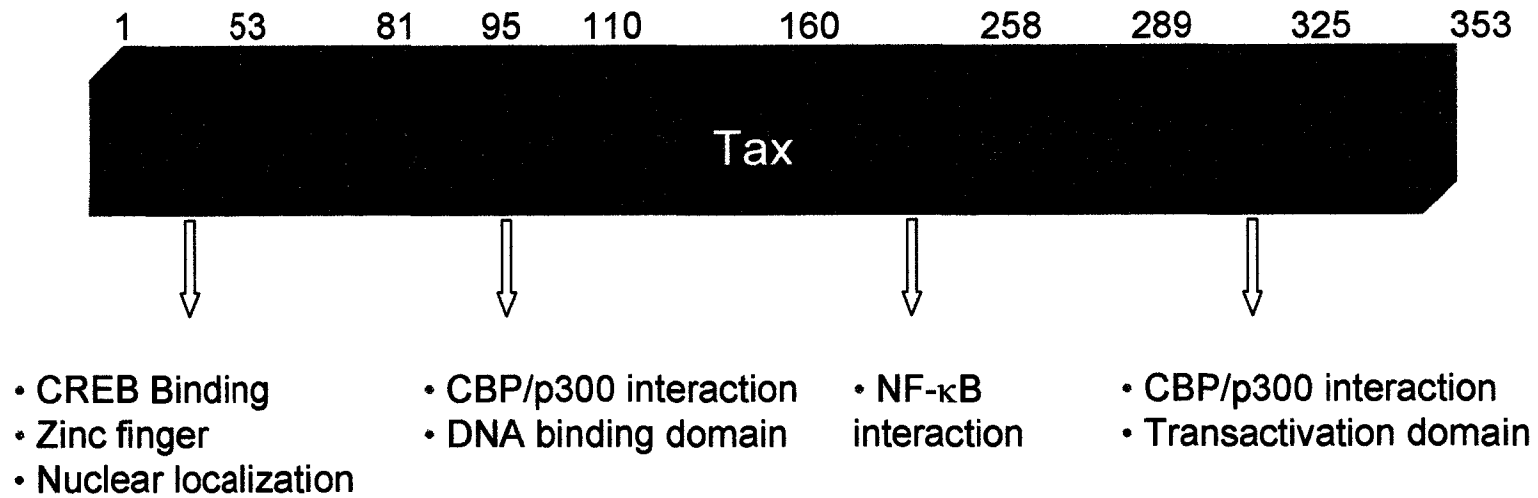 1 53 81 95 110 160 258 289 325 353
Tax
• CREB Binding
• Zinc finger
• Nuclear localization
• CBP/p300 interaction
• DNA binding domain
• NF-κB
interaction
• CBP/p300 interaction
• Transactivation domain